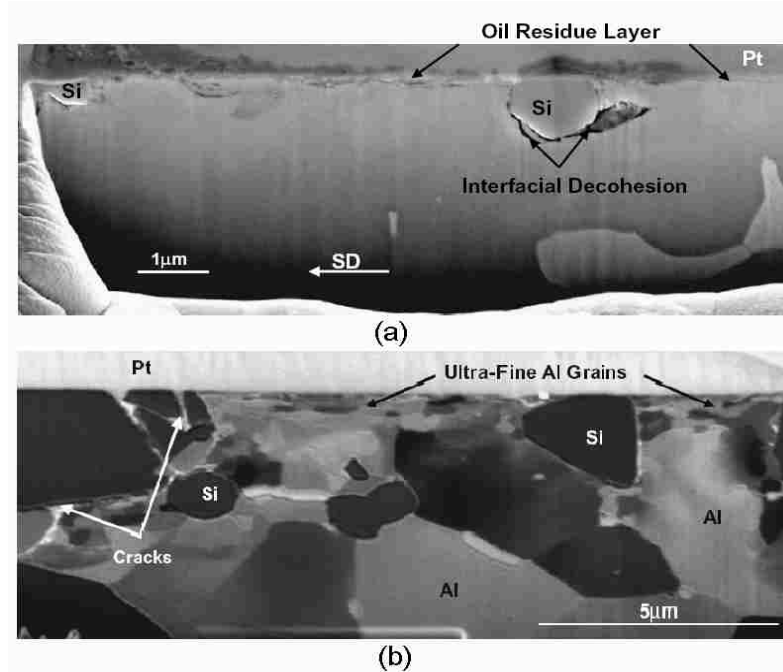 Oil Residue Layer
Pt
Si
Si
Interfacial Decohesion
1μm
SD
(a)
Pt
Ultra-Fine Al Grains
Si
Si
Al
Cracks
Al
5μm
(b)